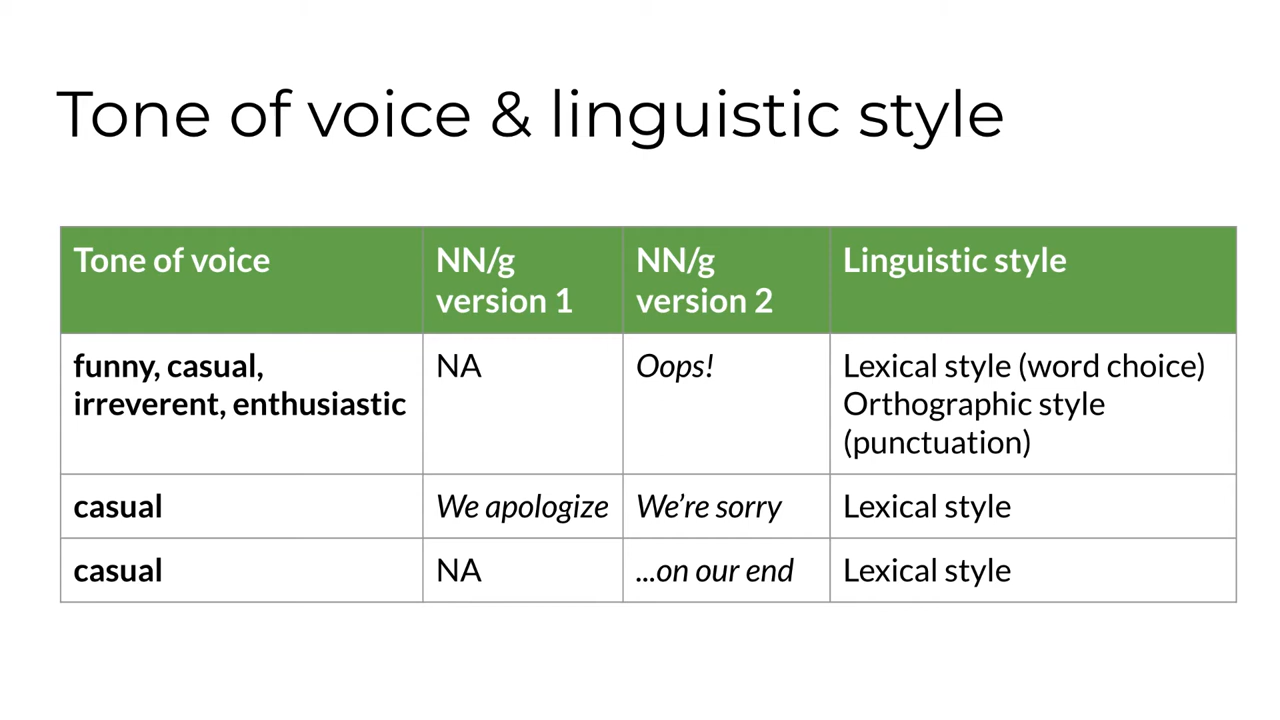 Tone of voice & linguistic style
Tone of voice
NN/g
version 1
NN/g
version 2
Linguistic style
funny, casual,
irreverent, enthusiastic
NA
Oops!
Lexical style (word choice)
Orthographic style
(punctuation)
casual
We apologize
We’re sorry
Lexical style
casual
NA
...on our end
Lexical style